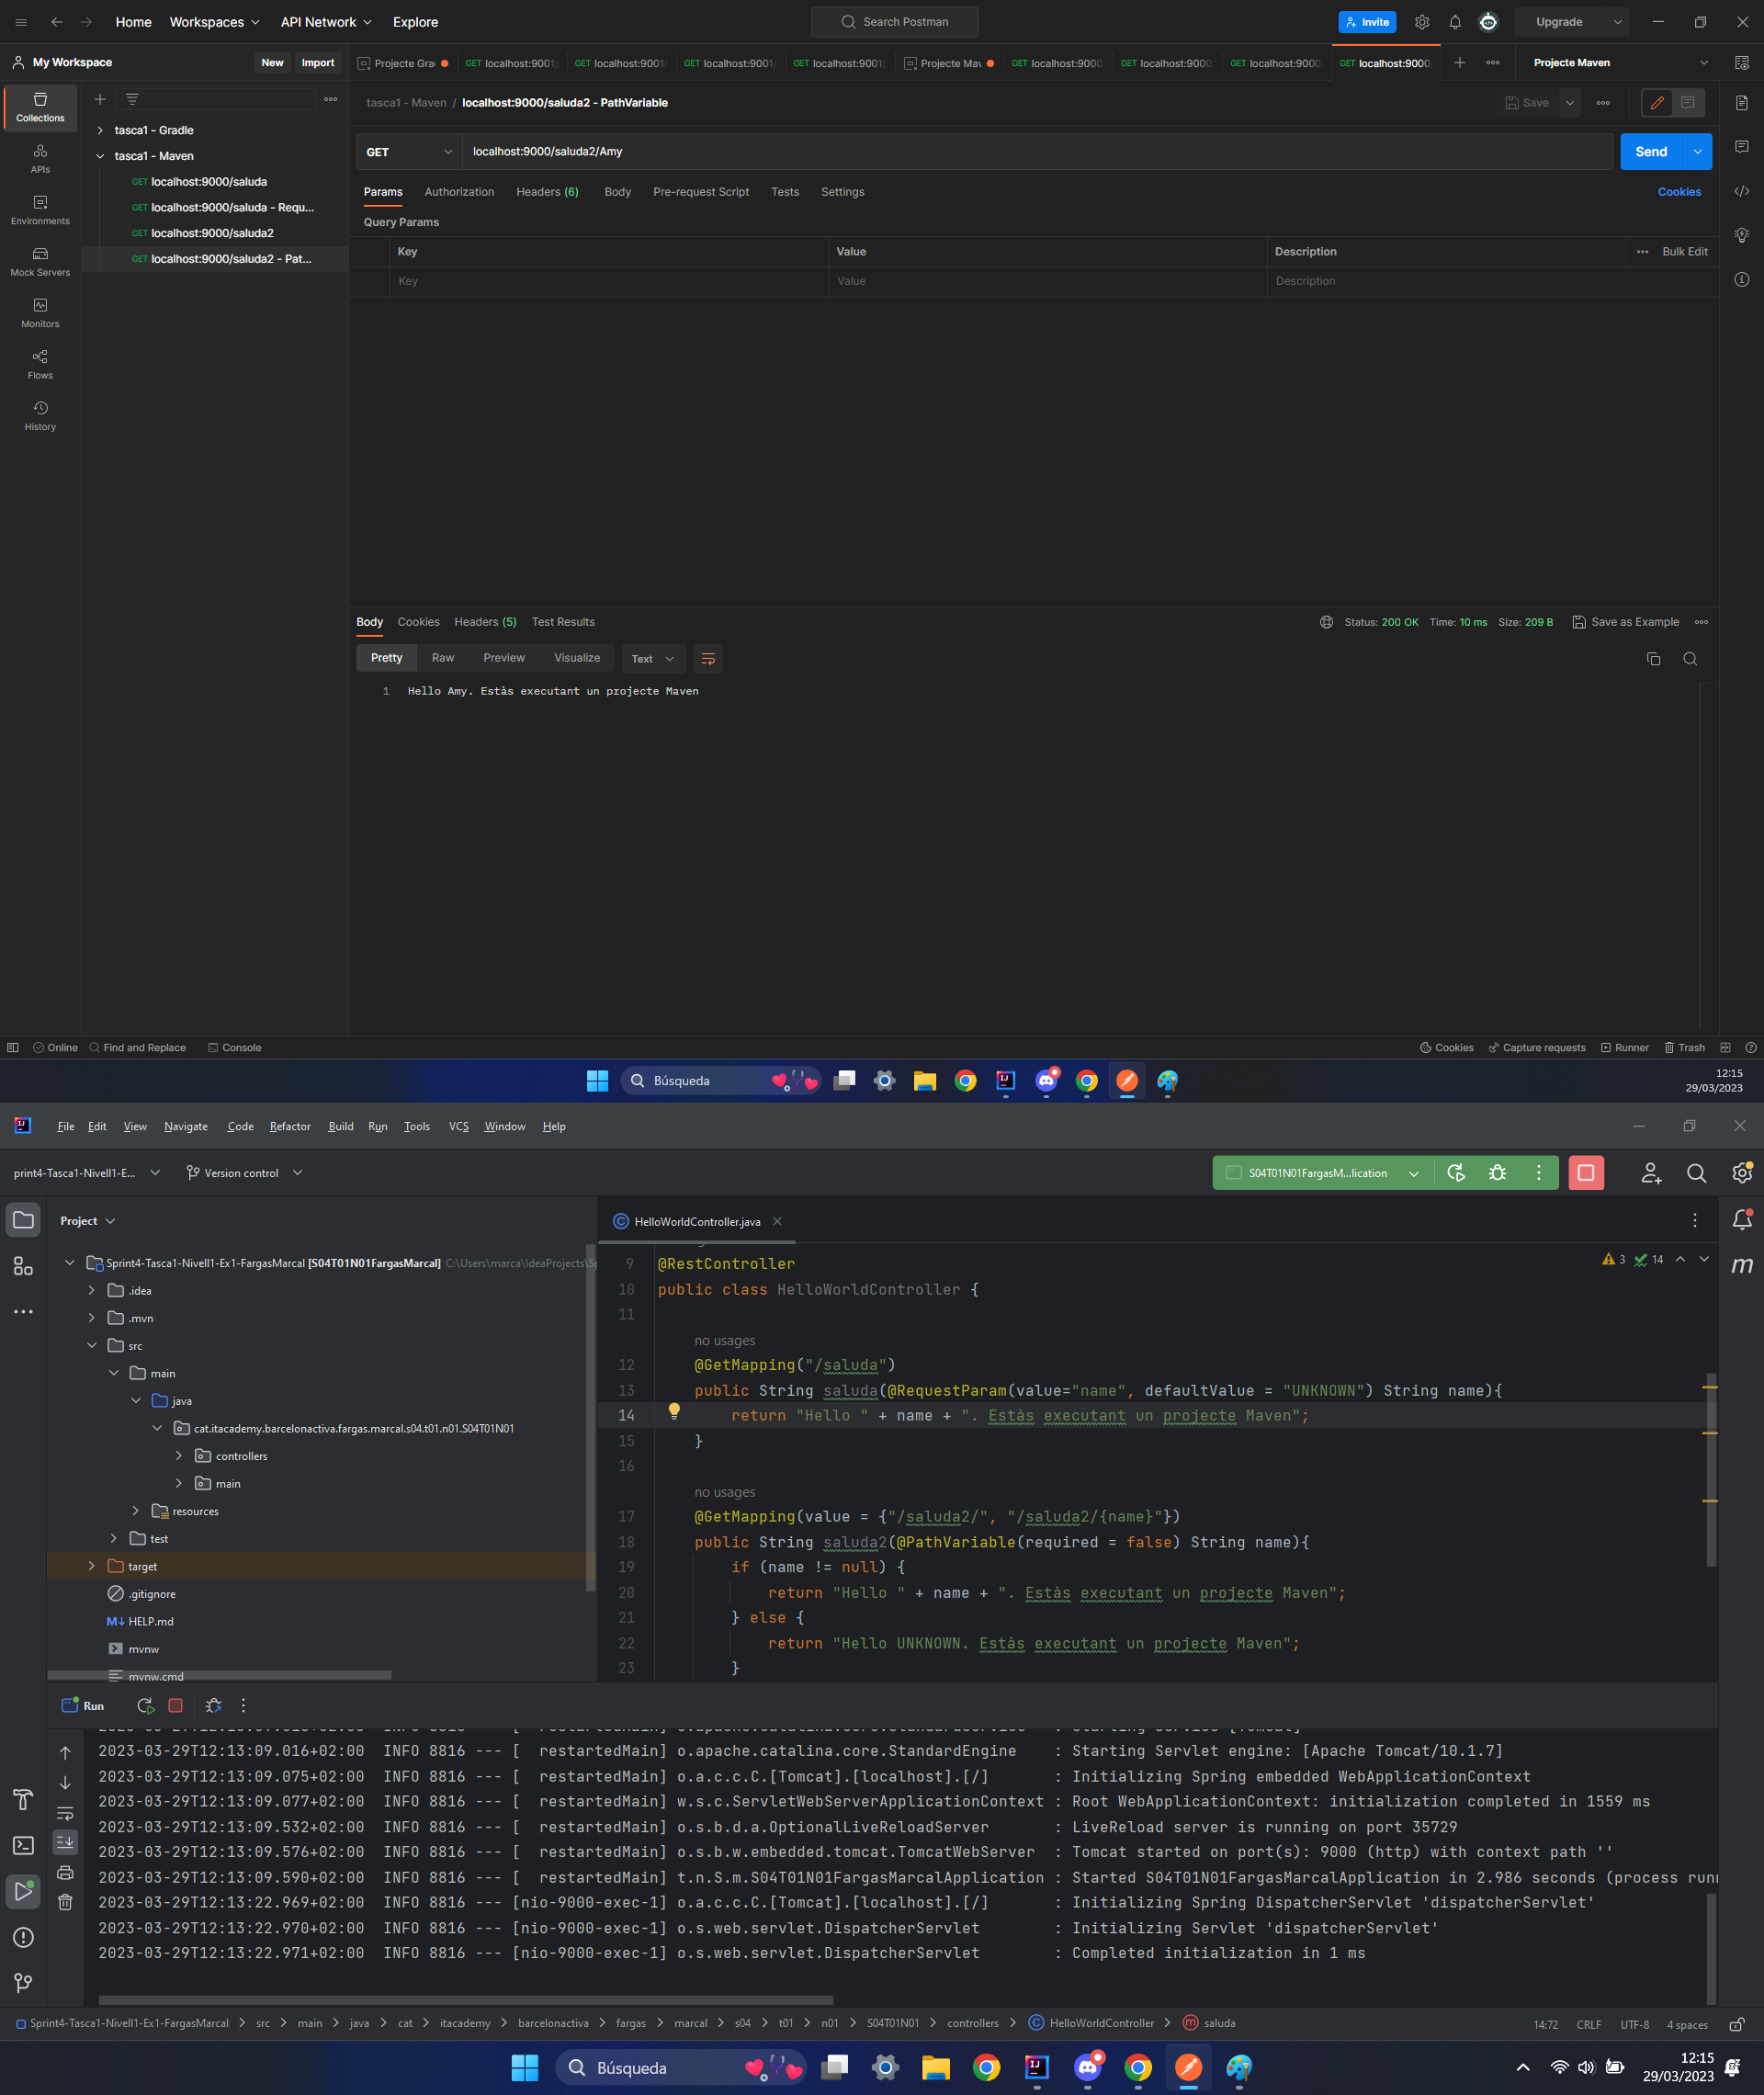 Home Workspaces API Network Explore Search Postman Invite Upgrade
My Workspace New Import
Projecte Gra GET localhost:9001/ GET localhost:9001/ GET localhost:9001/ GET localhost:9001/ Projecte Mav GET localhost:9000 GET localhost:9000 GET localhost:9000 GET localhost:9000 Projecte Maven
Collections
APIs
Environments
Mock Servers
Monitors
Flows
History
tasca1 - Gradle
tasca1 - Maven
GET localhost:9000/saluda
GET localhost:9000/saluda - Requ...
GET localhost:9000/saluda2
GET localhost:9000/saluda2 - Pat...
tasca1 - Maven / localhost:9000/saluda2 - PathVariable Save
GET localhost:9000/saluda2/Amy Send
Params Authorization Headers (6) Body Pre-request Script Tests Settings Cookies
Query Params
Key Value Description Bulk Edit
Key Value Description
Body Cookies Headers (5) Test Results Status: 200 OK Time: 10 ms Size: 209 B Save as Example
Pretty Raw Preview Visualize Text
1 Hello Amy. Estàs executant un projecte Maven
Online Find and Replace Console Cookies Capture requests Runner Trash
Búsqueda
12:15
29/03/2023
File Edit View Navigate Code Refactor Build Run Tools VCS Window Help
print4-Tasca1-Nivell1-E... Version control S04T01N01FargasM...lication
Project
Sprint4-Tasca1-Nivell1-Ex1-FargasMarcal [S04T01N01FargasMarcal] C:\Users\marca\IdeaProjects\Sp
.idea
.mvn
src
main
java
cat.itacademy.barcelonactiva.fargas.marcal.s04.t01.n01.S04T01N01
controllers
main
resources
test
target
.gitignore
HELP.md
mvnw
mvnw.cmd
HelloWorldController.java
3 14
9 @RestController
10 public class HelloWorldController {
11
no usages
12 @GetMapping("/saluda")
13 public String saluda(@RequestParam(value="name", defaultValue = "UNKNOWN") String name){
14 return "Hello " + name + ". Estàs executant un projecte Maven";
15 }
16
no usages
17 @GetMapping(value = {"/saluda2/", "/saluda2/{name}"})
18 public String saluda2(@PathVariable(required = false) String name){
19 if (name != null) {
20 return "Hello " + name + ". Estàs executant un projecte Maven";
21 } else {
22 return "Hello UNKNOWN. Estàs executant un projecte Maven";
23 }
Run
2023-03-29T12:13:09.016+02:00 INFO 8816 --- [ restartedMain] o.apache.catalina.core.StandardEngine : Starting Servlet engine: [Apache Tomcat/10.1.7]
2023-03-29T12:13:09.075+02:00 INFO 8816 --- [ restartedMain] o.a.c.c.C.[Tomcat].[localhost].[/] : Initializing Spring embedded WebApplicationContext
2023-03-29T12:13:09.077+02:00 INFO 8816 --- [ restartedMain] w.s.c.ServletWebServerApplicationContext : Root WebApplicationContext: initialization completed in 1559 ms
2023-03-29T12:13:09.532+02:00 INFO 8816 --- [ restartedMain] o.s.b.d.a.OptionalLiveReloadServer : LiveReload server is running on port 35729
2023-03-29T12:13:09.576+02:00 INFO 8816 --- [ restartedMain] o.s.b.w.embedded.tomcat.TomcatWebServer : Tomcat started on port(s): 9000 (http) with context path ''
2023-03-29T12:13:09.590+02:00 INFO 8816 --- [ restartedMain] t.n.S.m.S04T01N01FargasMarcalApplication : Started S04T01N01FargasMarcalApplication in 2.986 seconds (process runn
2023-03-29T12:13:22.969+02:00 INFO 8816 --- [nio-9000-exec-1] o.a.c.c.C.[Tomcat].[localhost].[/] : Initializing Spring DispatcherServlet 'dispatcherServlet'
2023-03-29T12:13:22.970+02:00 INFO 8816 --- [nio-9000-exec-1] o.s.web.servlet.DispatcherServlet : Initializing Servlet 'dispatcherServlet'
2023-03-29T12:13:22.971+02:00 INFO 8816 --- [nio-9000-exec-1] o.s.web.servlet.DispatcherServlet : Completed initialization in 1 ms
Sprint4-Tasca1-Nivell1-Ex1-FargasMarcal src main java cat itacademy barcelonactiva fargas marcal s04 t01 n01 S04T01N01 controllers HelloWorldController saluda 14:72 CRLF UTF-8 4 spaces
Búsqueda
12:15
29/03/2023